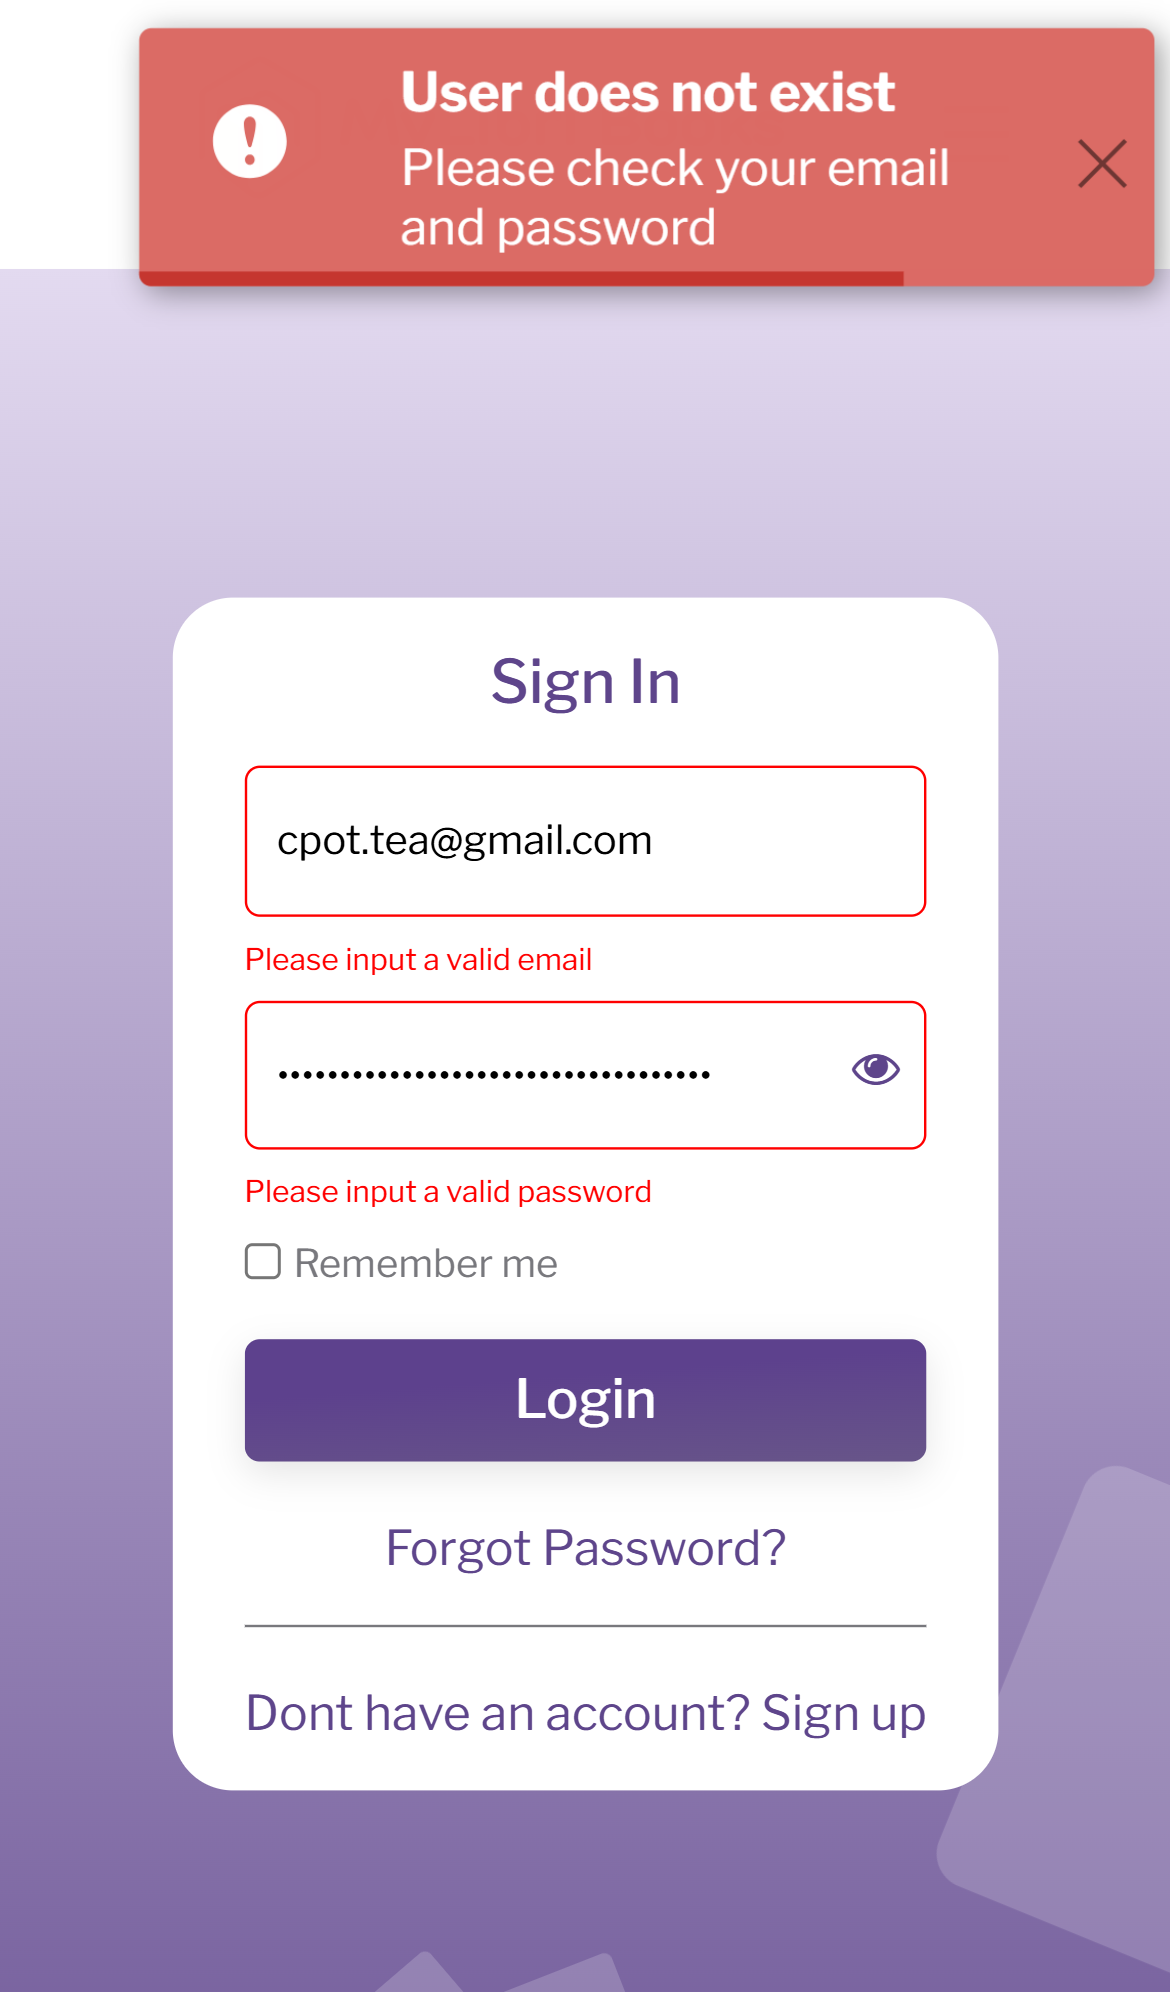 User does not exist
Please check your email
and password
Sign In
cpot.tea@gmail.com
Please input a valid email
Please input a valid password
Remember me
Login
Forgot Password?
Dont have an account? Sign up